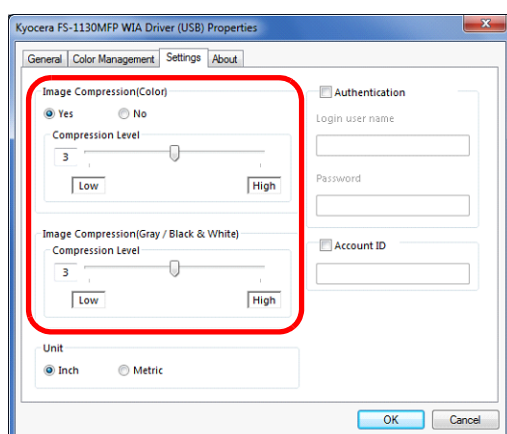 Kyocera FS-1130MFP WIA Driver (USB) Properties
General Color Management Settings About
Image Compression(Color)
Yes No
Compression Level
3
Low High
Image Compression(Gray / Black & White)
Compression Level
3
Low High
Unit
Inch Metric
Authentication
Login user name
Password
Account ID
OK Cancel